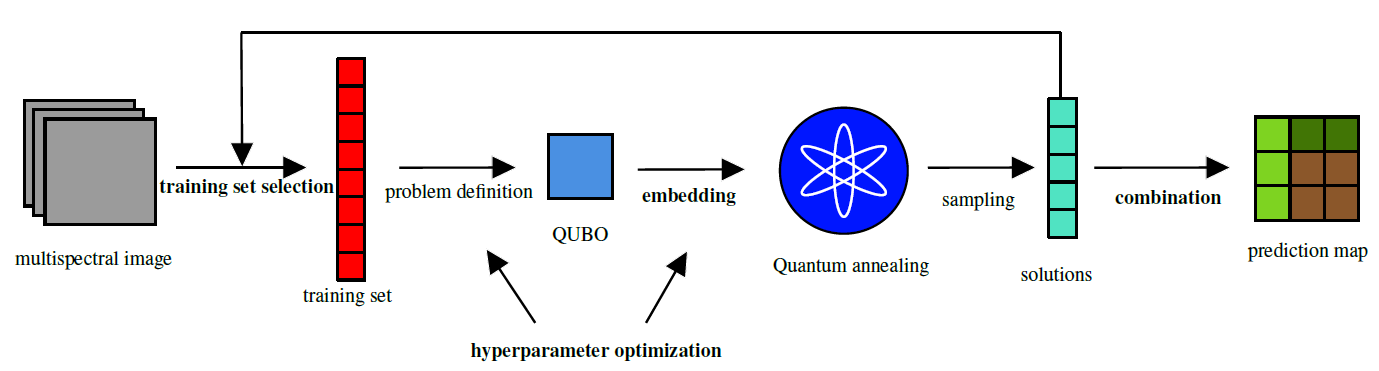 training set selection
problem definition
embedding
sampling
combination
multispectral image
training set
QUBO
Quantum annealing
solutions
prediction map
hyperparameter optimization